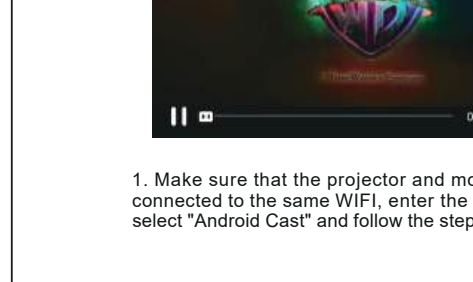 1. Make sure that the projector and mo
connected to the same WIFI, enter the
select "Android Cast" and follow the step